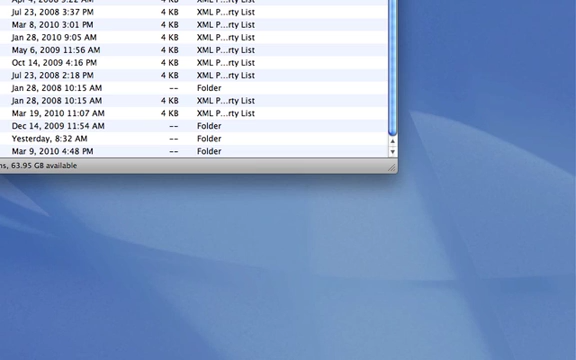 Jul 23, 2008 3:37 PM 4 KB XML P...rty List
Mar 8, 2010 3:01 PM 4 KB XML P...rty List
Jan 28, 2010 9:05 AM 4 KB XML P...rty List
May 6, 2009 11:56 AM 4 KB XML P...rty List
Oct 14, 2009 4:16 PM 4 KB XML P...rty List
Jul 23, 2008 2:18 PM 4 KB XML P...rty List
Jan 28, 2008 10:15 AM -- Folder
Jan 28, 2008 10:15 AM 4 KB XML P...rty List
Mar 19, 2010 11:07 AM 4 KB XML P...rty List
Dec 14, 2009 11:54 AM -- Folder
Yesterday, 8:32 AM -- Folder
Mar 9, 2010 4:48 PM -- Folder
63.95 GB available